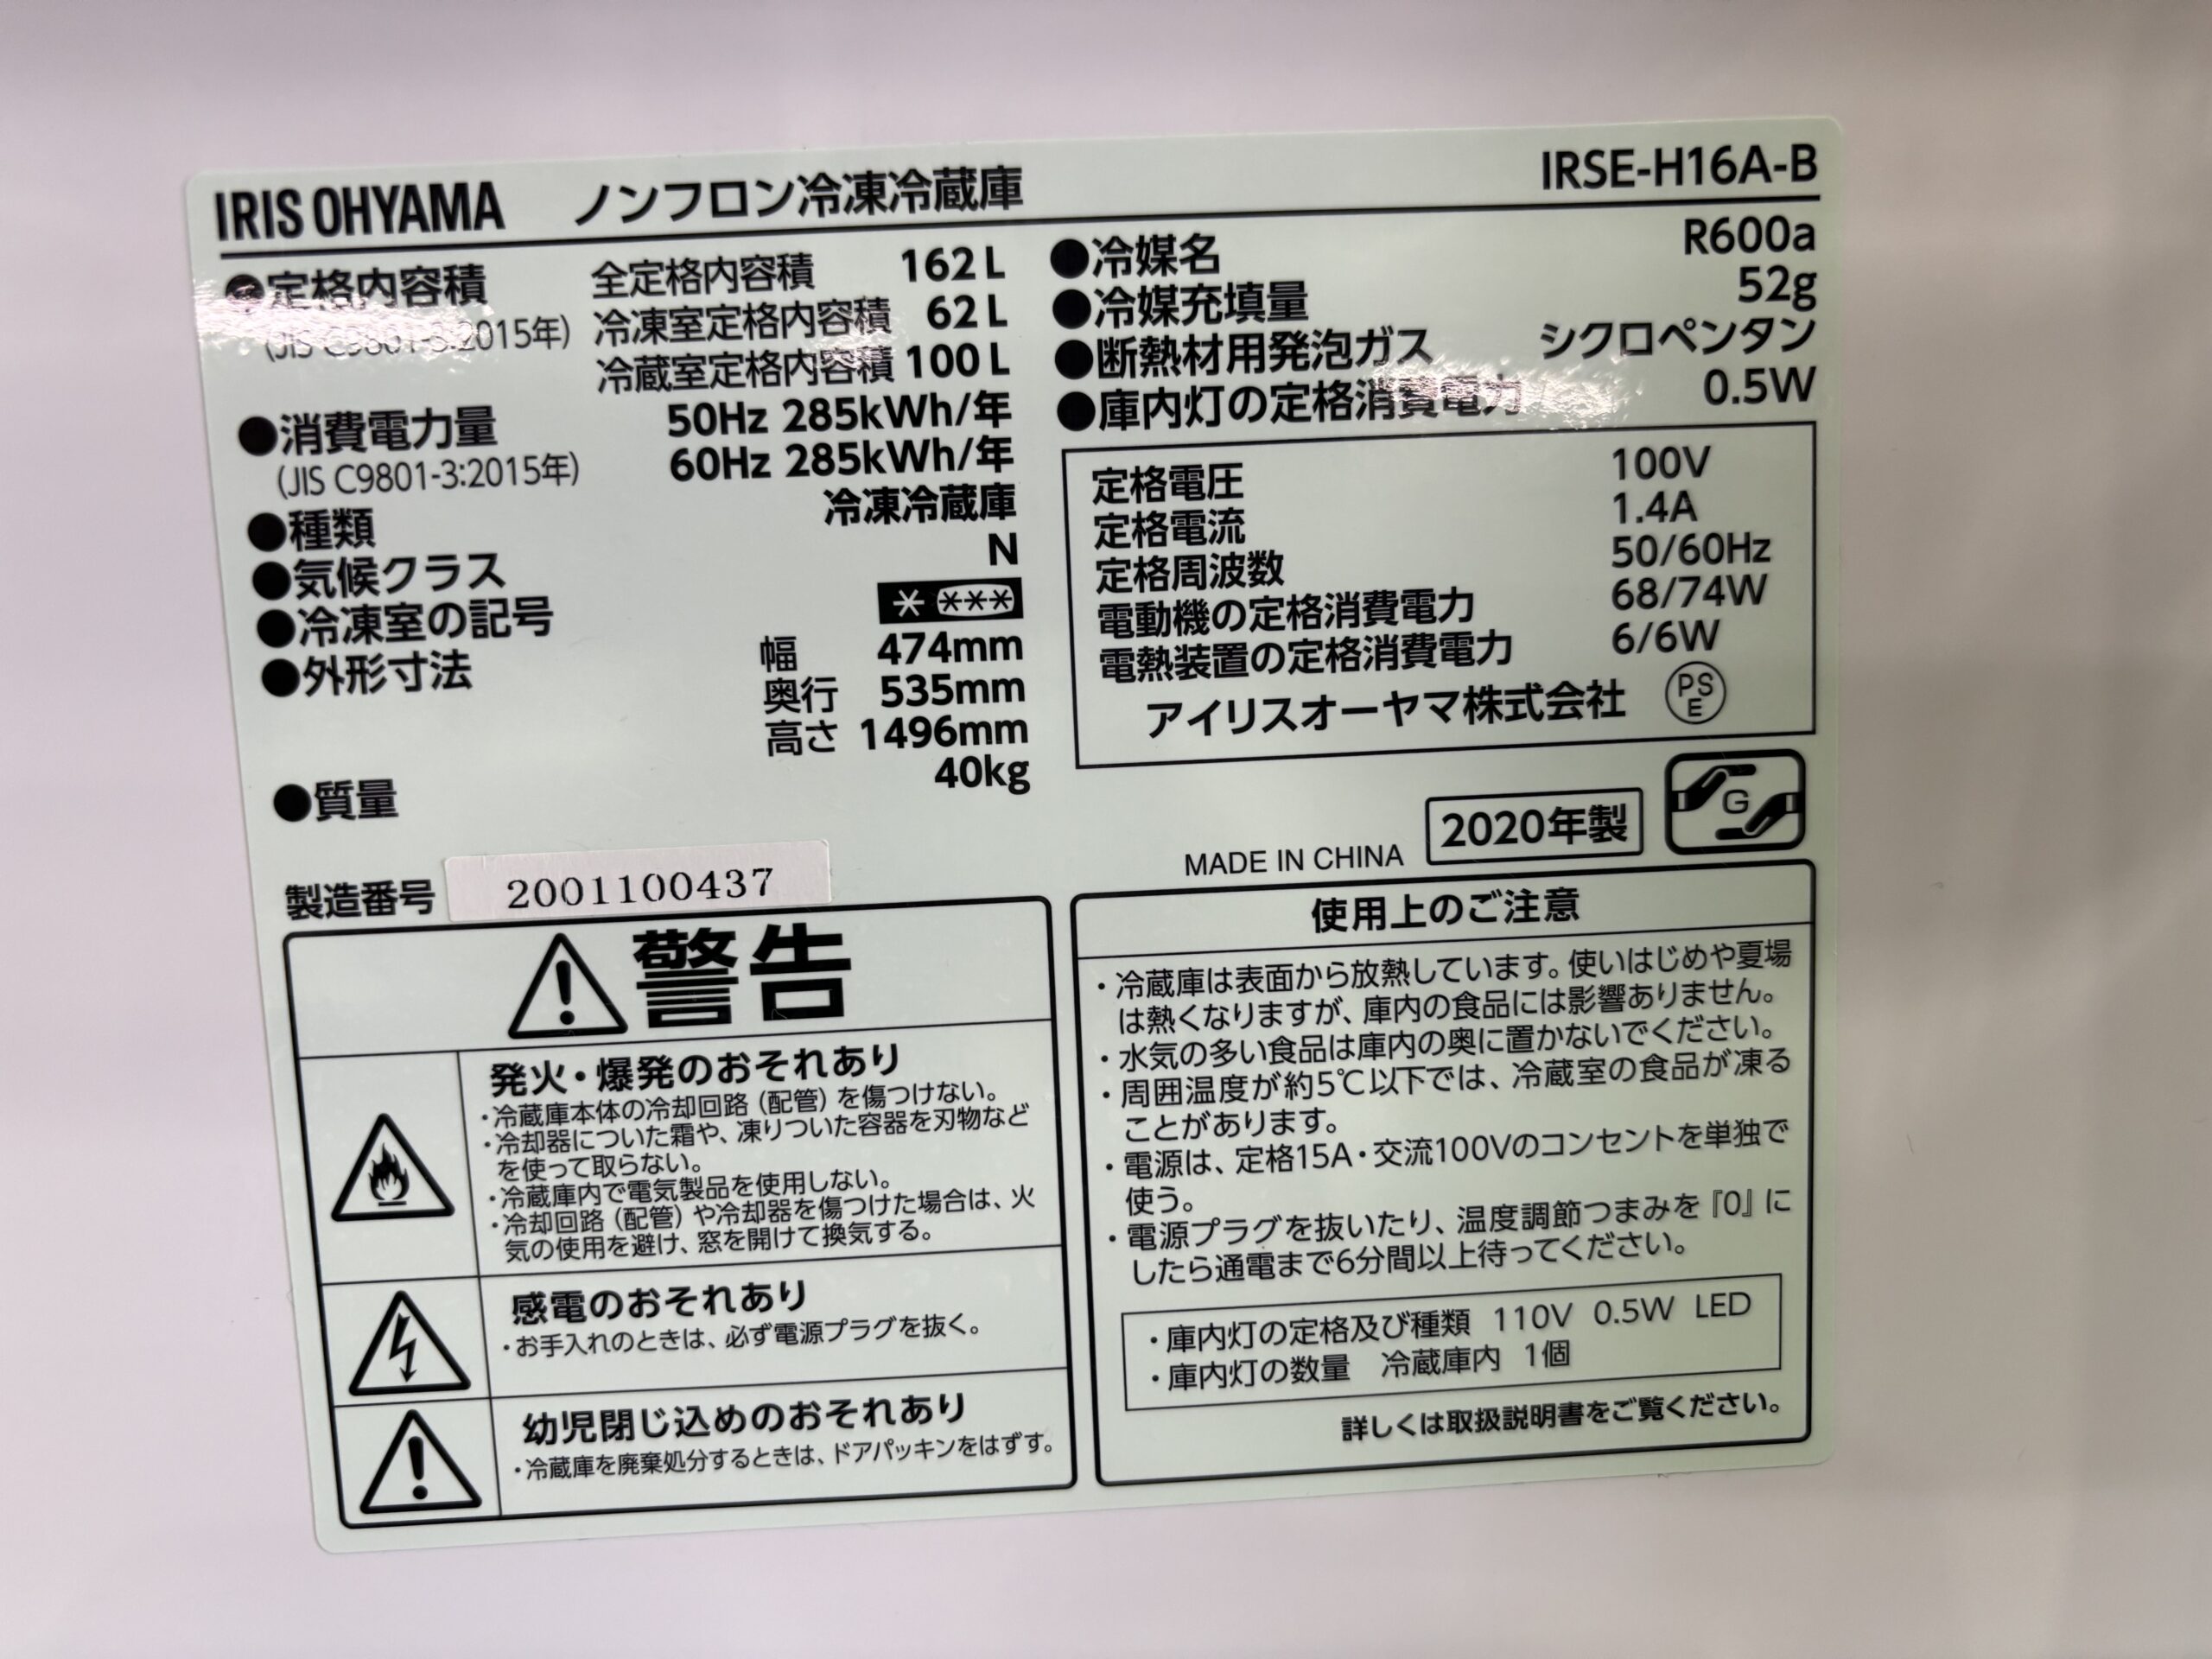 IRIS OHYAMA ノンフロン冷凍冷蔵庫 IRSE-H16A-B
●定格内容積 全定格内容積 162L
(JIS C9801-3:2015年) 冷凍室定格内容積 62L
冷蔵室定格内容積 100L
●消費電力量 50Hz 285kWh/年
(JIS C9801-3:2015年) 60Hz 285kWh/年
●種類 冷凍冷蔵庫
●気候クラス N
●冷凍室の記号 * (***)
●外形寸法 幅 474mm
奥行 535mm
高さ 1496mm
●質量 40kg
製造番号 2001100437
●冷媒名 R600a
●冷媒充填量 52g
●断熱材用発泡ガス シクロペンタン
●庫内灯の定格消費電力 0.5W
定格電圧 100V
定格電流 1.4A
定格周波数 50/60Hz
電動機の定格消費電力 68/74W
電熱装置の定格消費電力 6/6W
アイリスオーヤマ株式会社 PSE
MADE IN CHINA 2020年製 G
警告
発火・爆発のおそれあり
・冷蔵庫本体の冷却回路(配管)を傷つけない。
・冷却器についた霜や、凍りついた容器を刃物など
を使って取らない。
・冷蔵庫内で電気製品を使用しない。
・冷却回路(配管)や冷却器を傷つけた場合は、火
気の使用を避け、窓を開けて換気する。
感電のおそれあり
・お手入れのときは、必ず電源プラグを抜く。
幼児閉じ込めのおそれあり
・冷蔵庫を廃棄処分するときは、ドアパッキンをはずす。
使用上のご注意
・冷蔵庫は表面から放熱しています。使いはじめや夏場
は熱くなりますが、庫内の食品には影響ありません。
・水気の多い食品は庫内の奥に置かないでください。
・周囲温度が約5℃以下では、冷蔵室の食品が凍る
ことがあります。
・電源は、定格15A・交流100Vのコンセントを単独で
使う。
・電源プラグを抜いたり、温度調節つまみを『0』に
したら通電まで6分間以上待ってください。
・庫内灯の定格及び種類 110V 0.5W LED
・庫内灯の数量 冷蔵庫内 1個
詳しくは取扱説明書をご覧ください。